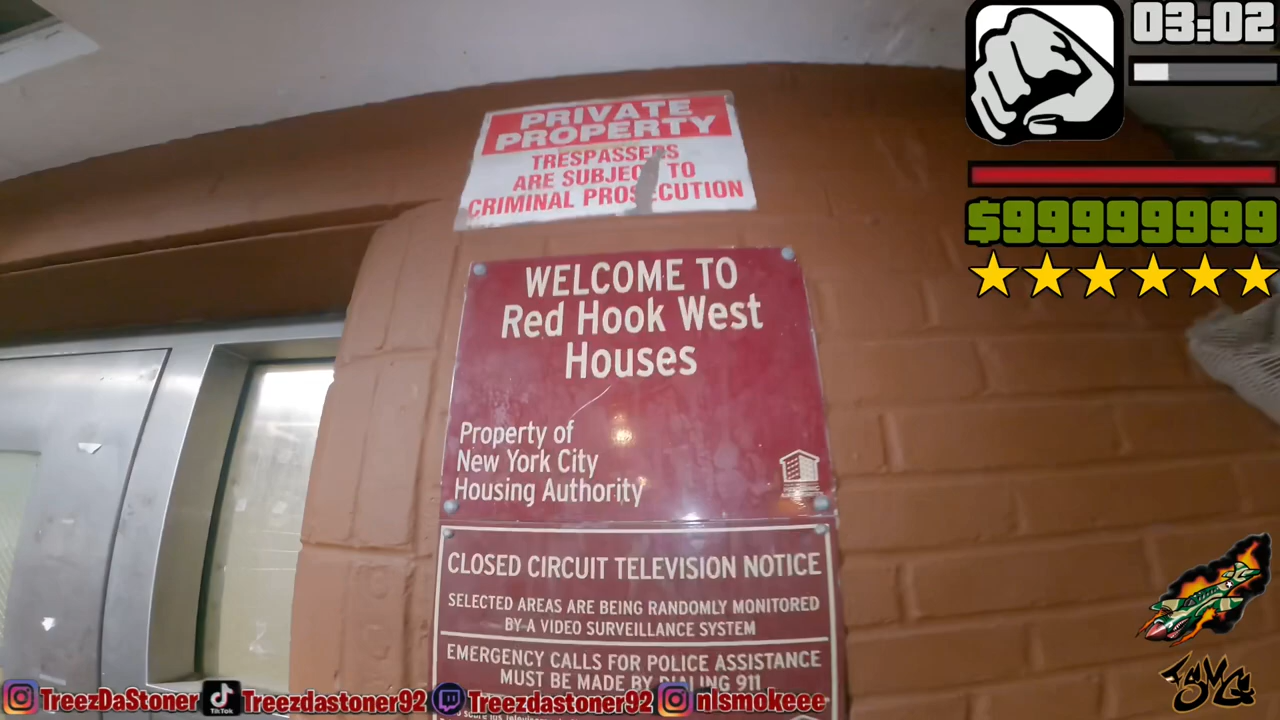 PRIVATE
PROPERTY
TRESPASSERS
ARE SUBJECT TO
CRIMINAL PROSECUTION
WELCOME TO
Red Hook West
Houses
Property of
New York City
Housing Authority
CLOSED CIRCUIT TELEVISION NOTICE
SELECTED AREAS ARE BEING RANDOMLY MONITORED
BY A VIDEO SURVEILLANCE SYSTEM
EMERGENCY CALLS FOR POLICE ASSISTANCE
MUST BE MADE BY DIALING 911
03:02
$99999999
TreezDaStoner
TikTok
Treezdastoner92
Treezdastoner92
n1smokeee